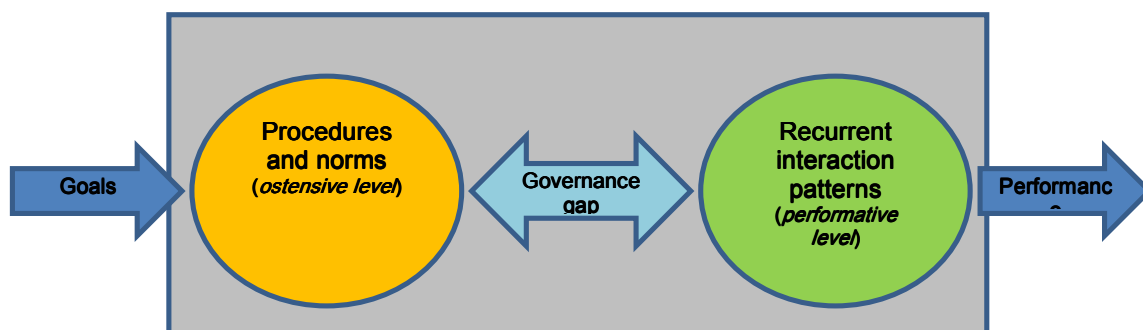 Goals
Procedures
and norms
(ostensive level)
Governance
gap
Recurrent
interaction
patterns
(performative
level)
Performanc